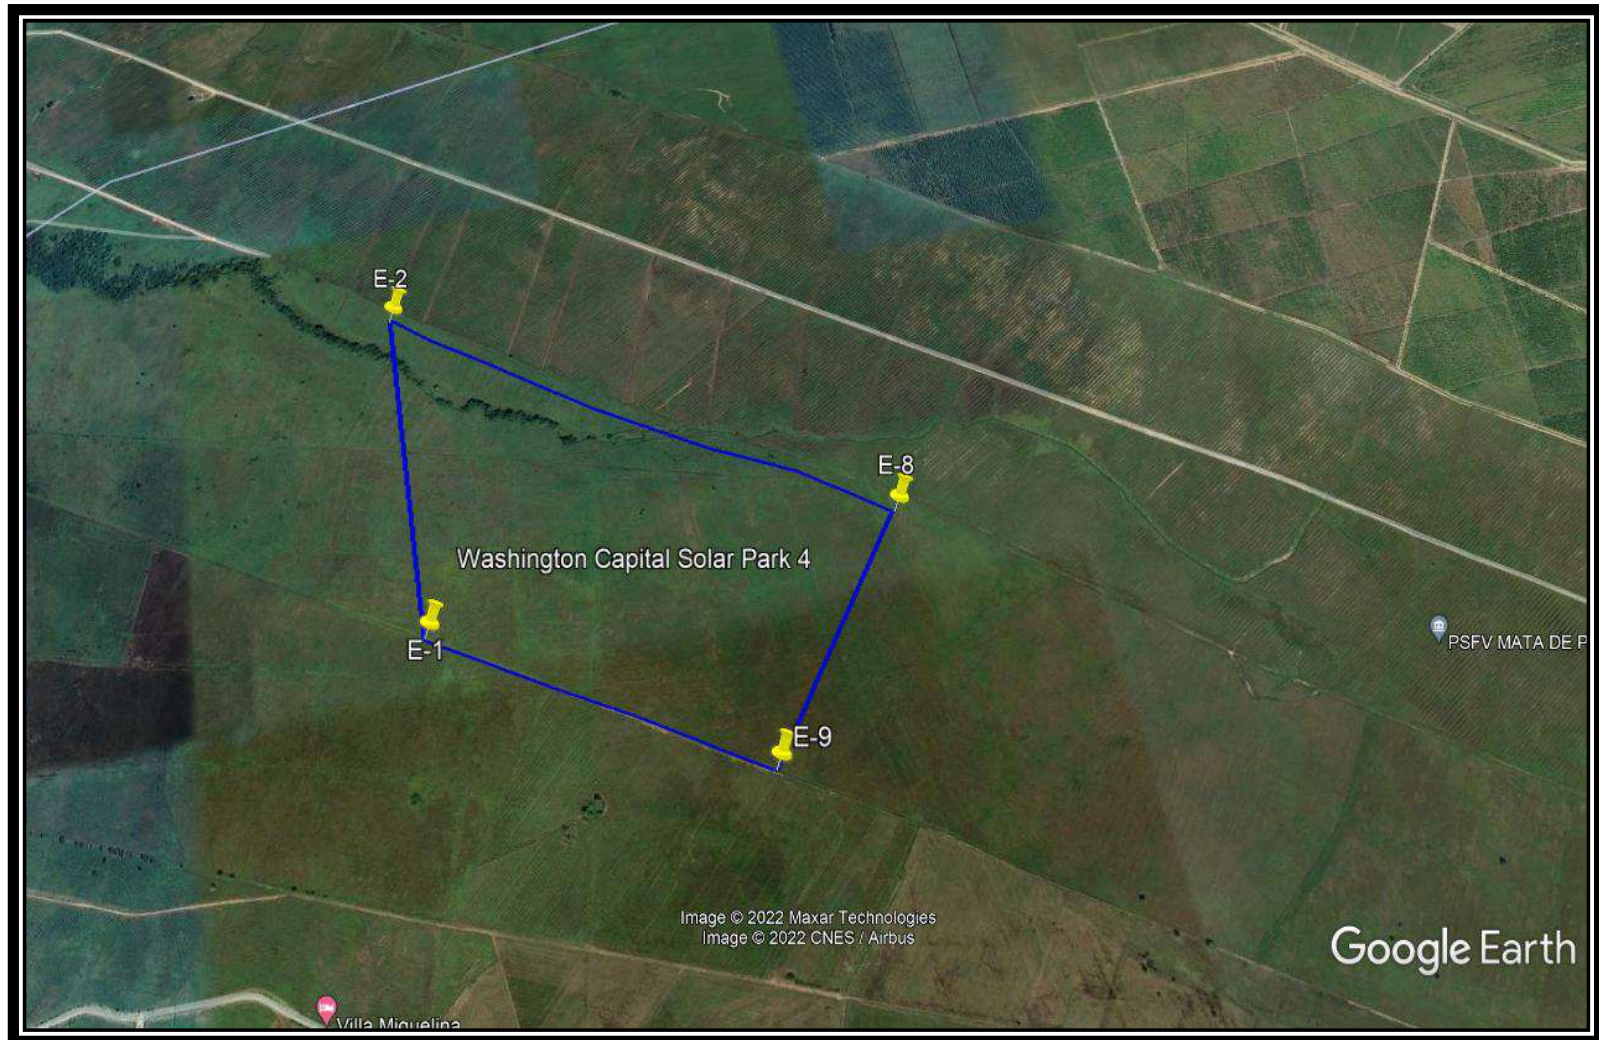 E-2
E-8
Washington Capital Solar Park 4
E-1
PSFV MATA DE P
E-9
Image © 2022 Maxar Technologies
Image © 2022 CNES / Airbus
Google Earth
Villa Miguelina